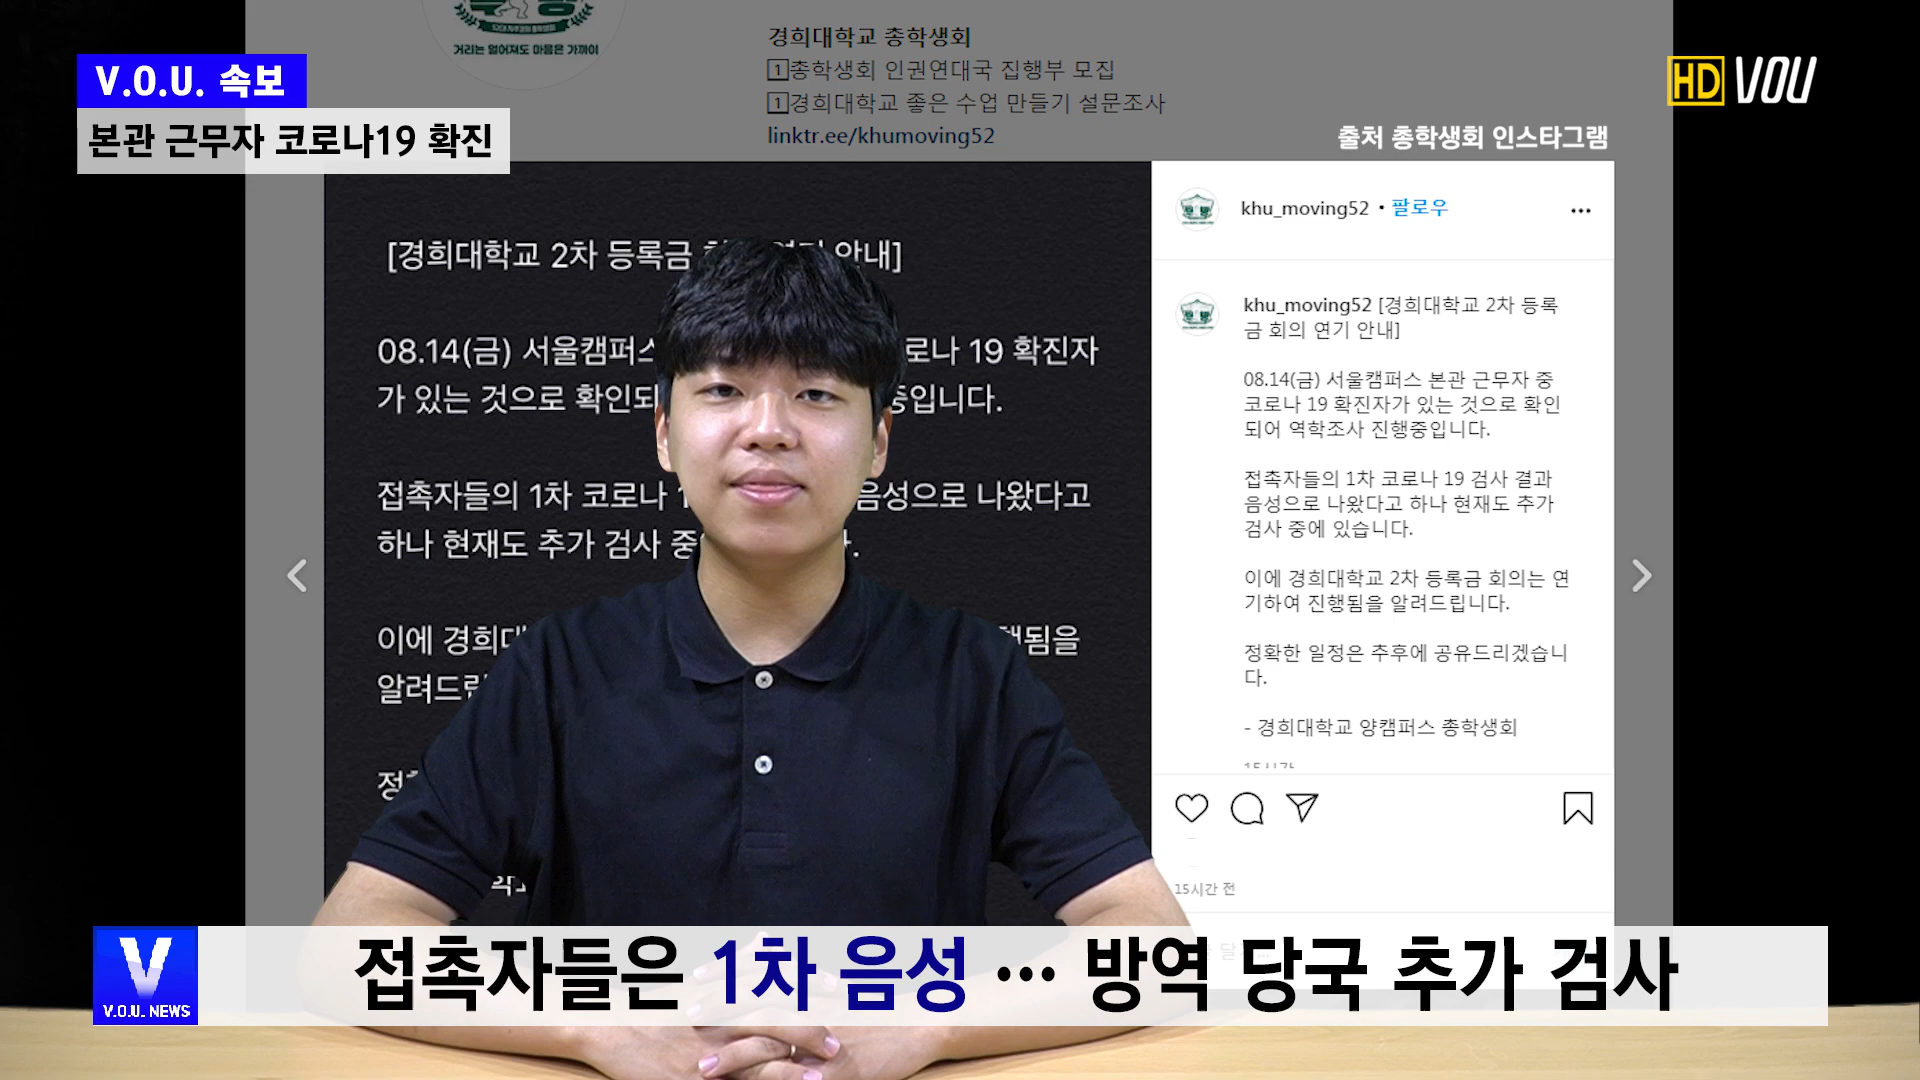 거리는 멀어져도 마음은 가까이
경희대학교 총학생회
1 총학생회 인권연대국 집행부 모집
1 경희대학교 좋은 수업 만들기 설문조사
linktr.ee/khumoving52
V.O.U. 속보
본관 근무자 코로나19 확진
HD VOU
출처 총학생회 인스타그램
[경희대학교 2차 등록금 안내]
08.14(금) 서울캠퍼스 로나 19 확진자
가 있는 것으로 확인되 중입니다.
접촉자들의 1차 코로나 1 음성으로 나왔다고
하나 현재도 추가 검사 중 .
이에 경희대 행됨을
알려드립
정확
khu_moving52 • 팔로우
khu_moving52 [경희대학교 2차 등록
금 회의 연기 안내]
08.14(금) 서울캠퍼스 본관 근무자 중
코로나 19 확진자가 있는 것으로 확인
되어 역학조사 진행중입니다.
접촉자들의 1차 코로나 19 검사 결과
음성으로 나왔다고 하나 현재도 추가
검사 중에 있습니다.
이에 경희대학교 2차 등록금 회의는 연
기하여 진행됨을 알려드립니다.
정확한 일정은 추후에 공유드리겠습니
다.
- 경희대학교 양캠퍼스 총학생회
15시간
15시간 전
V
V.O.U. NEWS
접촉자들은 1차 음성 … 방역 당국 추가 검사